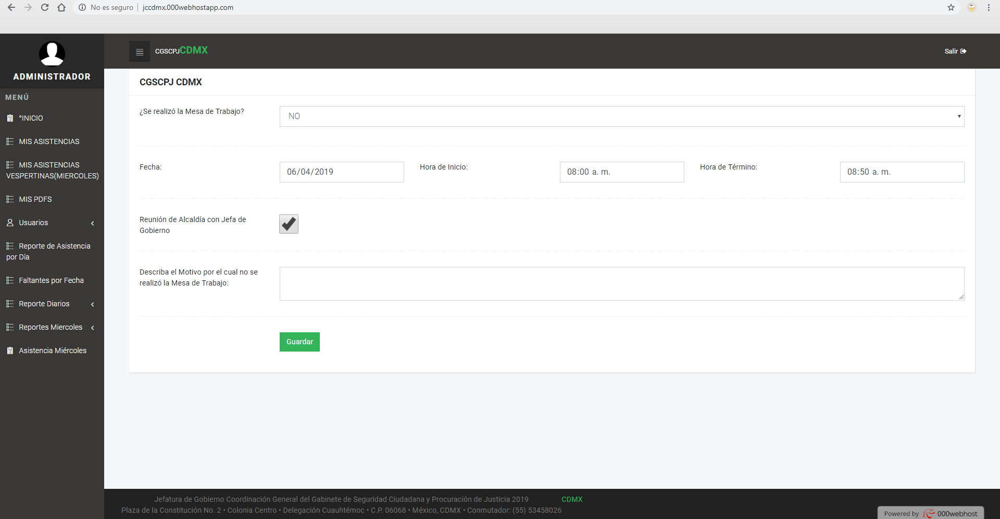 No es seguro jccdmx.000webhostapp.com
ADMINISTRADOR
MENÚ
°INICIO
MIS ASISTENCIAS
MIS ASISTENCIAS
VESPERTINAS(MIERCOLES)
MIS PDFS
Usuarios
Reporte de Asistencia
por Día
Faltantes por Fecha
Reporte Diarios
Reportes Miercoles
Asistencia Miércoles
CGSCPJCDMX
Salir
CGSCPJ CDMX
¿Se realizó la Mesa de Trabajo?
NO
Fecha:
06/04/2019
Hora de Inicio:
08:00 a. m.
Hora de Término:
08:50 a. m.
Reunión de Alcaldía con Jefa de
Gobierno
Describa el Motivo por el cual no se
realizó la Mesa de Trabajo:
Guardar
Jefatura de Gobierno Coordinación General del Gabinete de Seguridad Ciudadana y Procuración de Justicia 2019 CDMX
Plaza de la Constitución No. 2 • Colonia Centro • Delegación Cuauhtémoc • C.P. 06068 • México, CDMX • Conmutador: (55) 53458026
Powered by 000webhost